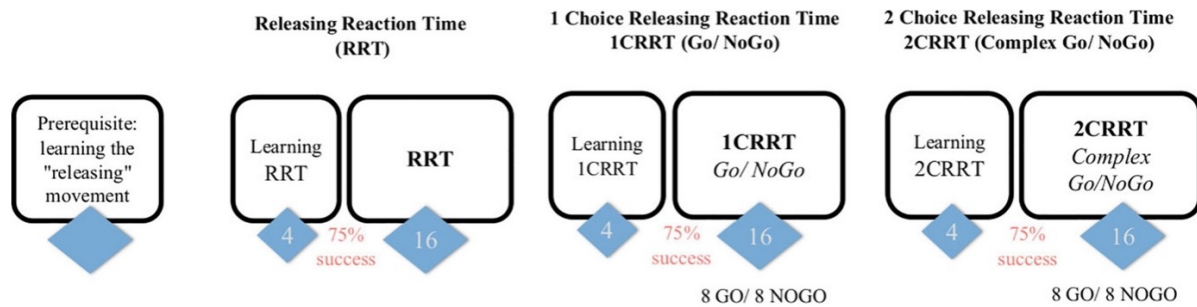 Releasing Reaction Time
(RRT)
1 Choice Releasing Reaction Time
1CRRT (Go/ NoGo)
2 Choice Releasing Reaction Time
2CRRT (Complex Go/ NoGo)
Prerequisite:
learning the
"releasing"
movement
Learning
RRT
4
75%
success
RRT
16
Learning
1CRRT
4
75%
success
1CRRT
Go/ NoGo
16
8 GO/ 8 NOGO
Learning
2CRRT
4
75%
success
2CRRT
Complex
Go/NoGo
16
8 GO/ 8 NOGO